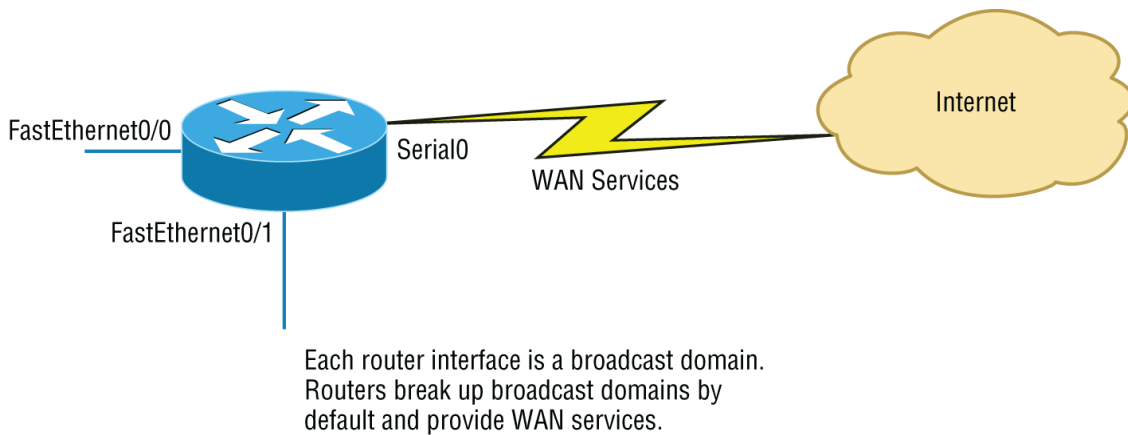 Internet
FastEthernet0/0
Serial0
WAN Services
FastEthernet0/1
Each router interface is a broadcast domain.
Routers break up broadcast domains by
default and provide WAN services.